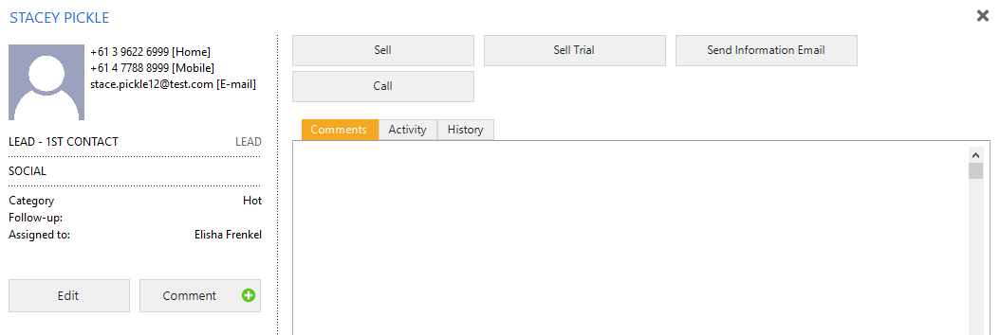 STACEY PICKLE
+61 3 9622 6999 [Home]
+61 4 7788 8999 [Mobile]
stace.pickle12@test.com [E-mail]
LEAD - 1ST CONTACT LEAD
SOCIAL
Category Hot
Follow-up:
Assigned to: Elisha Frenkel
Edit Comment
Sell Sell Trial Send Information Email
Call
Comments Activity History